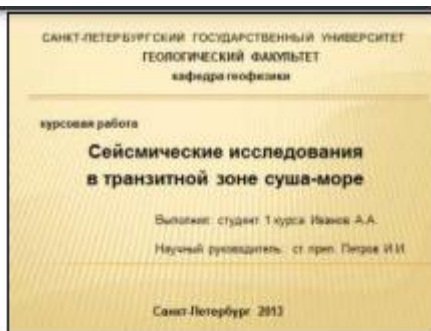 САНКТ-ПЕТЕРБУРГСКИЙ ГОСУДАРСТВЕННЫЙ УНИВЕРСИТЕТ
ГЕОЛОГИЧЕСКИЙ ФАКУЛЬТЕТ
кафедра геофизики
курсовая работа
Сейсмические исследования
в транзитной зоне суша-море
Выполнил: студент 1 курса Иванов А.А.
Научный руководитель: ст. преп. Петров И.И.
Санкт-Петербург 2013